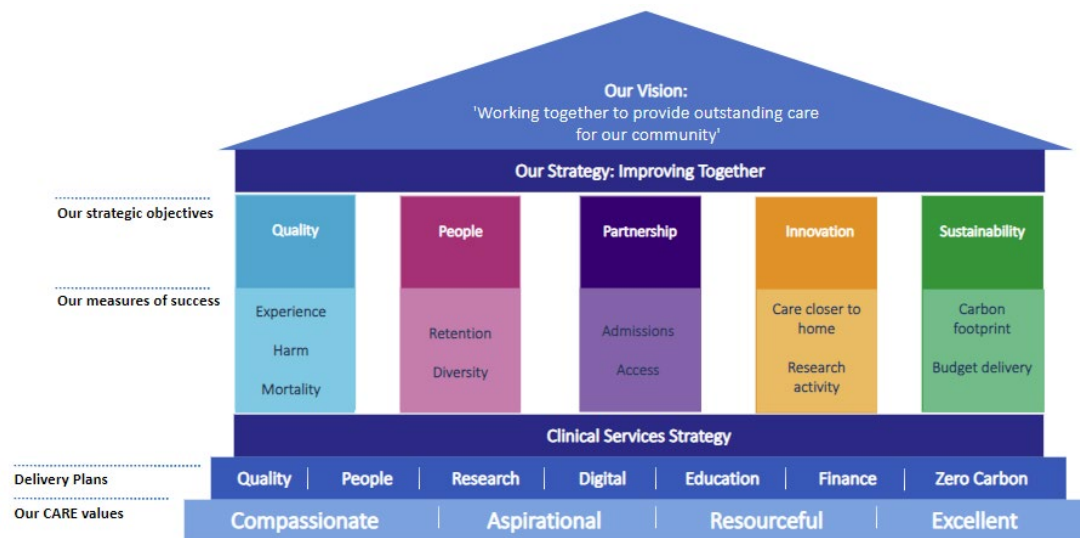 Our Vision:
'Working together to provide outstanding care
for our community'
Our Strategy: Improving Together
Our strategic objectives
Quality
People
Partnership
Innovation
Sustainability
Our measures of success
Experience
Harm
Mortality
Retention
Diversity
Admissions
Access
Care closer to
home
Research
activity
Carbon
footprint
Budget delivery
Clinical Services Strategy
Delivery Plans
Quality
People
Research
Digital
Education
Finance
Zero Carbon
Our CARE values
Compassionate
Aspirational
Resourceful
Excellent